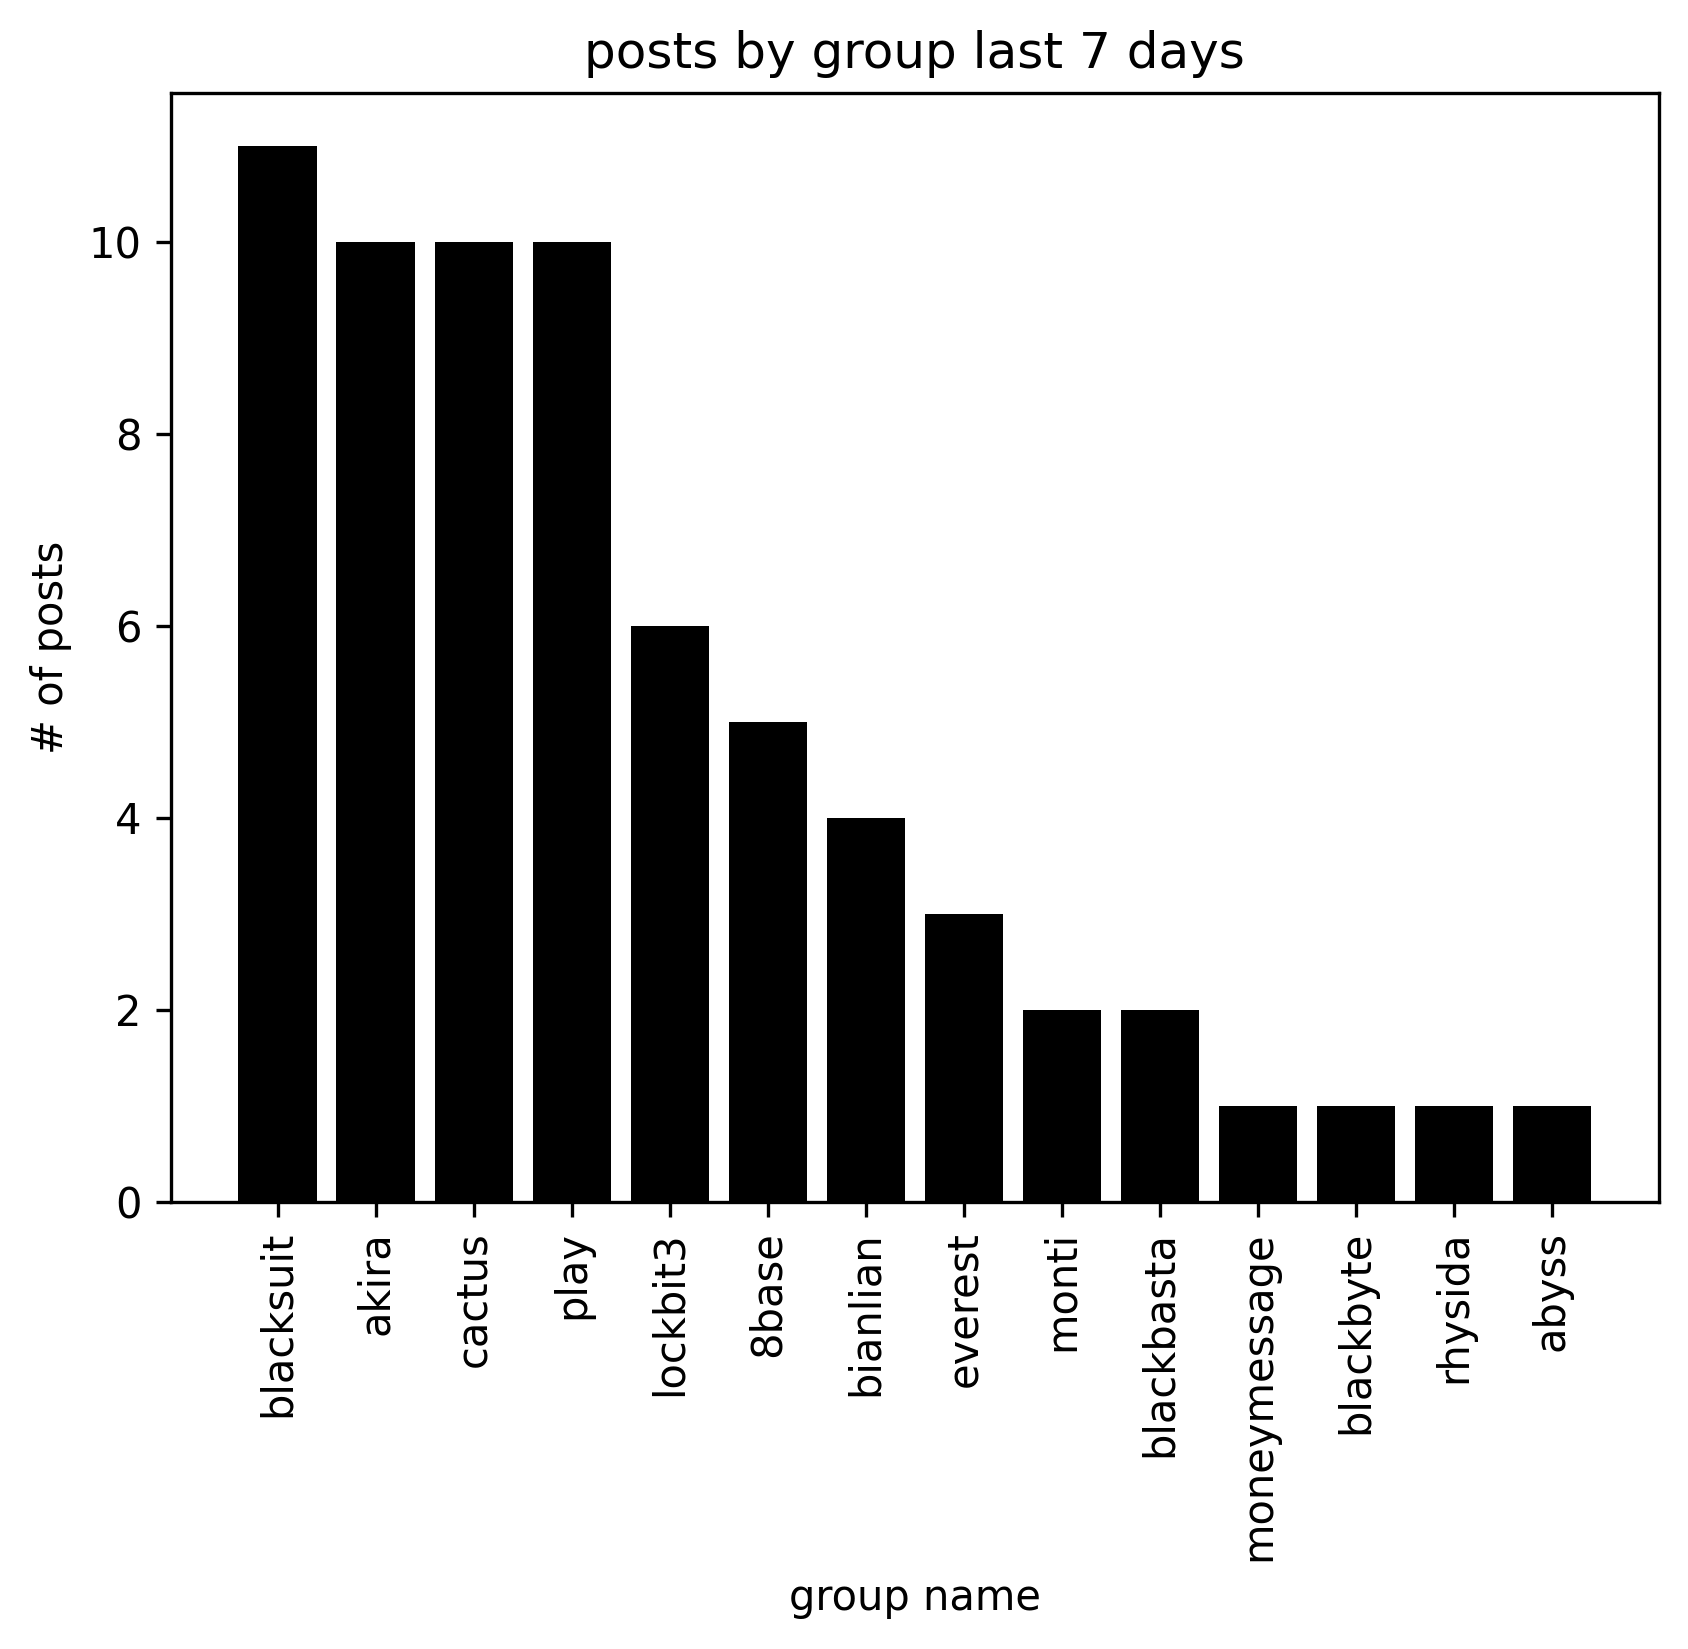 posts by group last 7 days
# of posts
10
8
6
4
2
0
blacksuit
akira
cactus
play
lockbit3
8base
bianlian
everest
monti
blackbasta
moneymessage
blackbyte
rhysida
abyss
group name